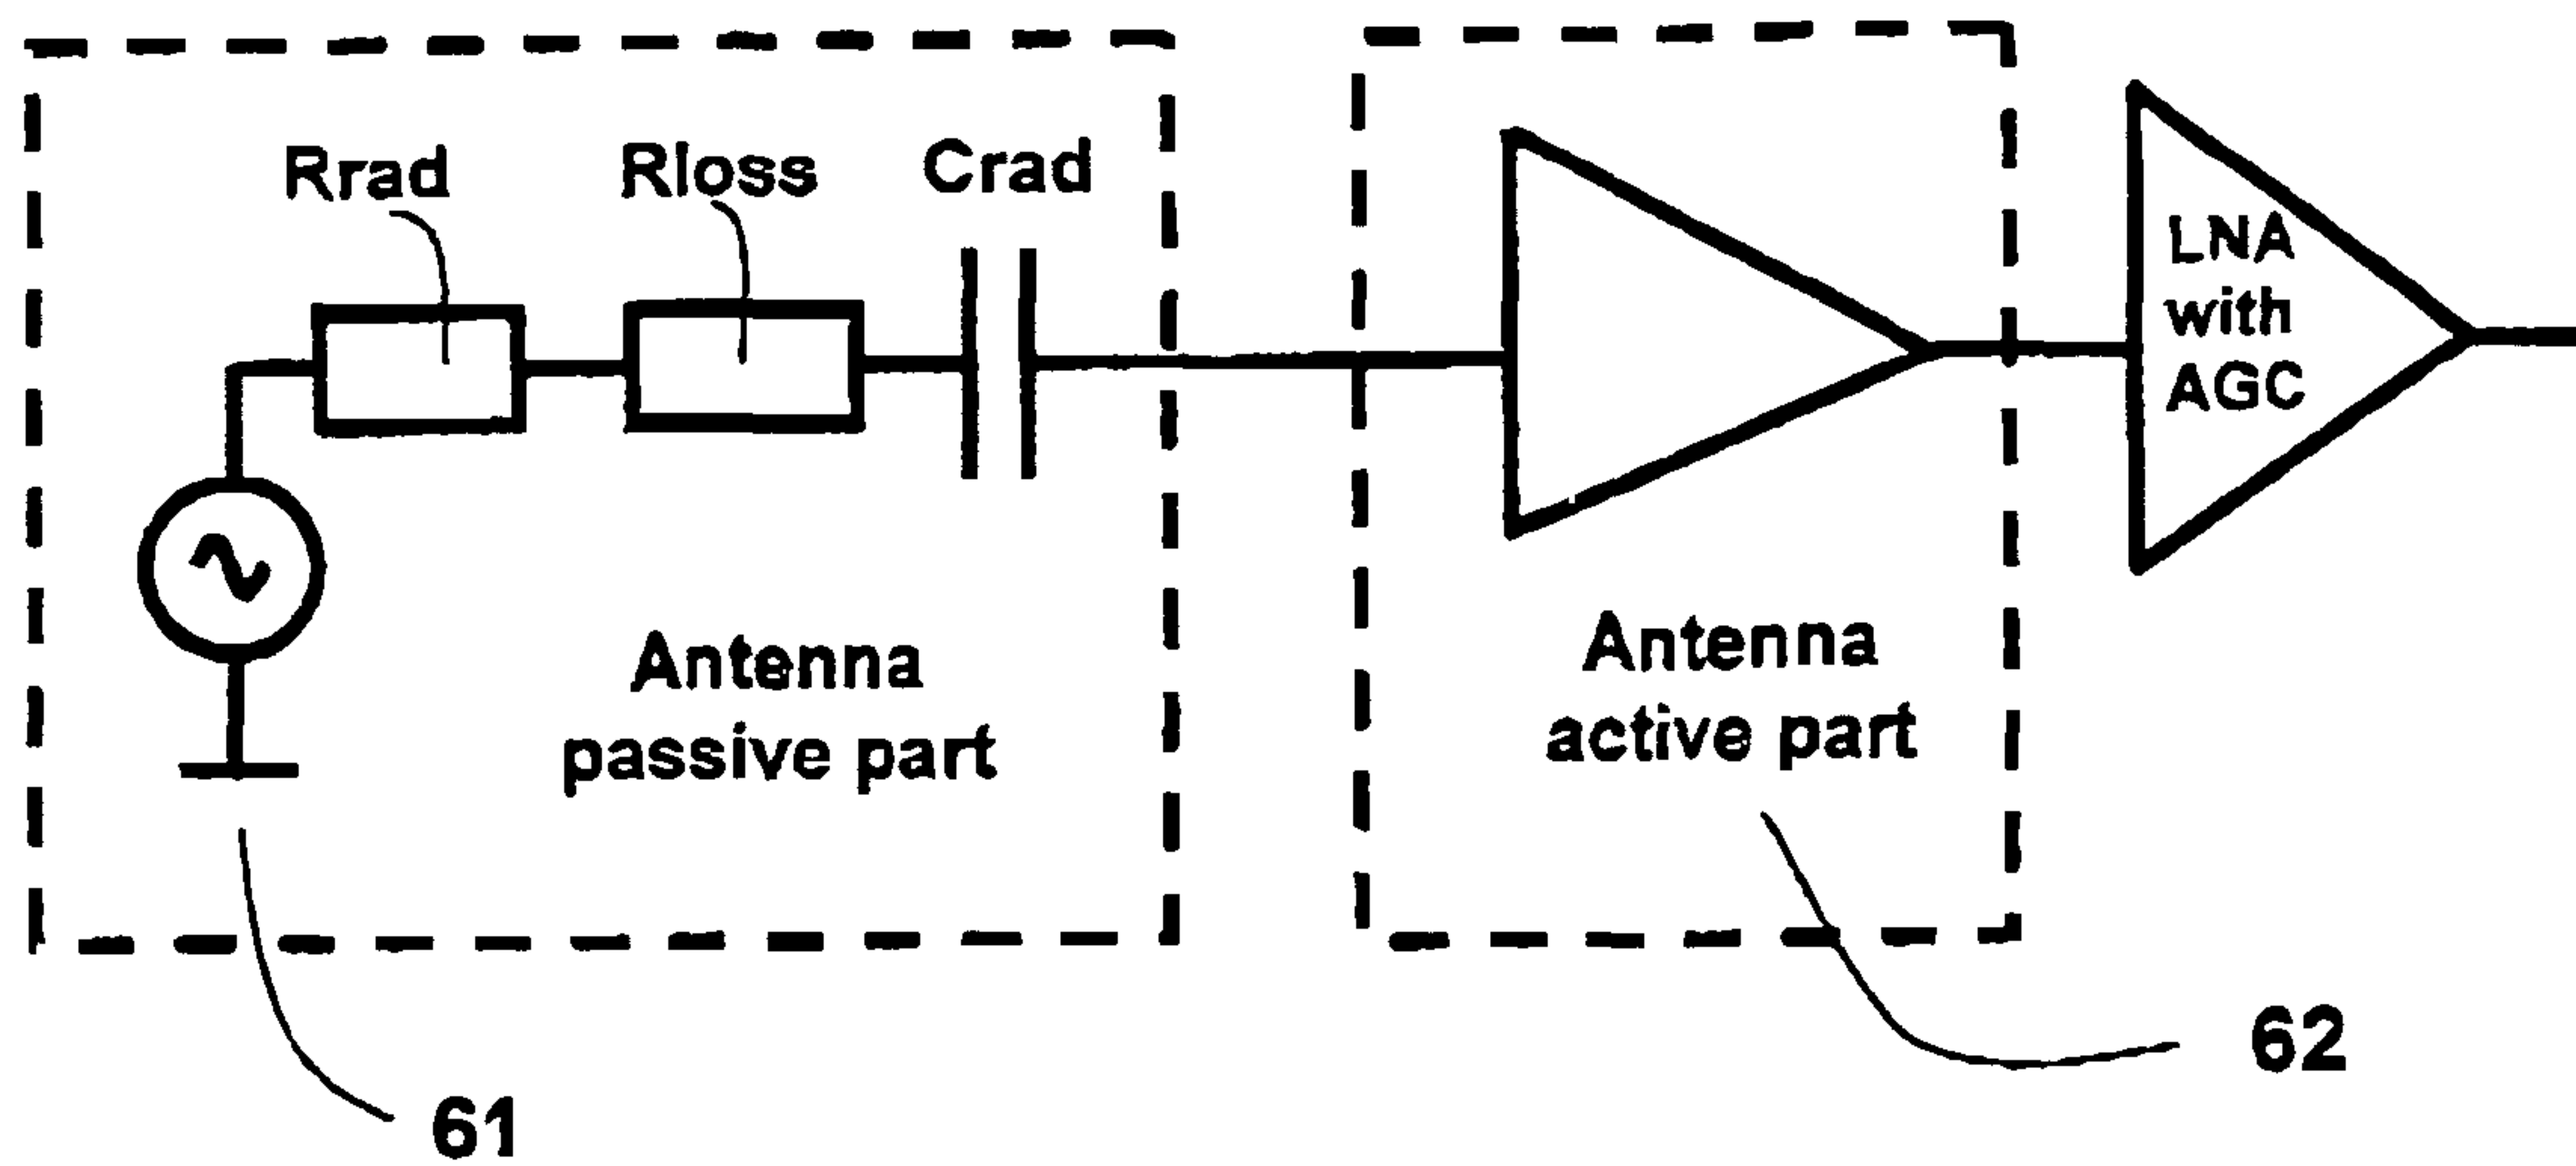 Rrad
Rloss
Crad
LNA
with
AGC
Antenna
passive part
Antenna
active part
61
62